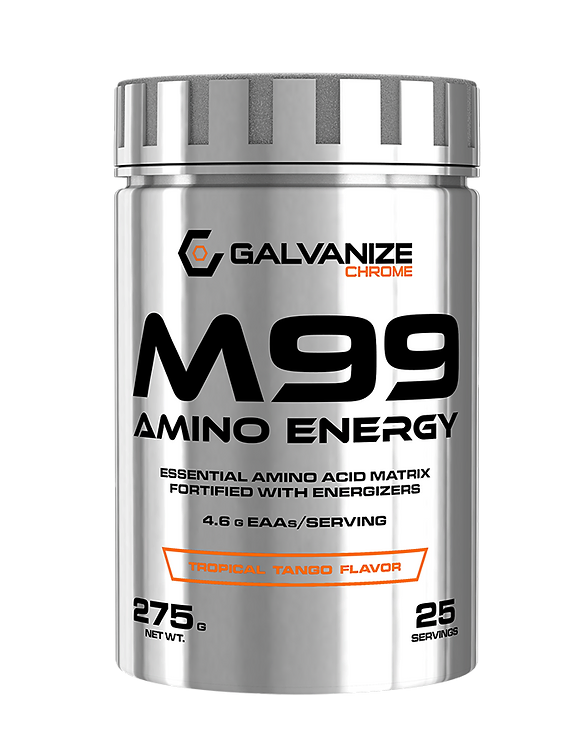 GALVANIZE
CHROME
M99
AMINO ENERGY
ESSENTIAL AMINO ACID MATRIX
FORTIFIED WITH ENERGIZERS
4.6 G EAAs/SERVING
TROPICAL TANGO FLAVOR
275 G
NET WT.
25
SERVINGS